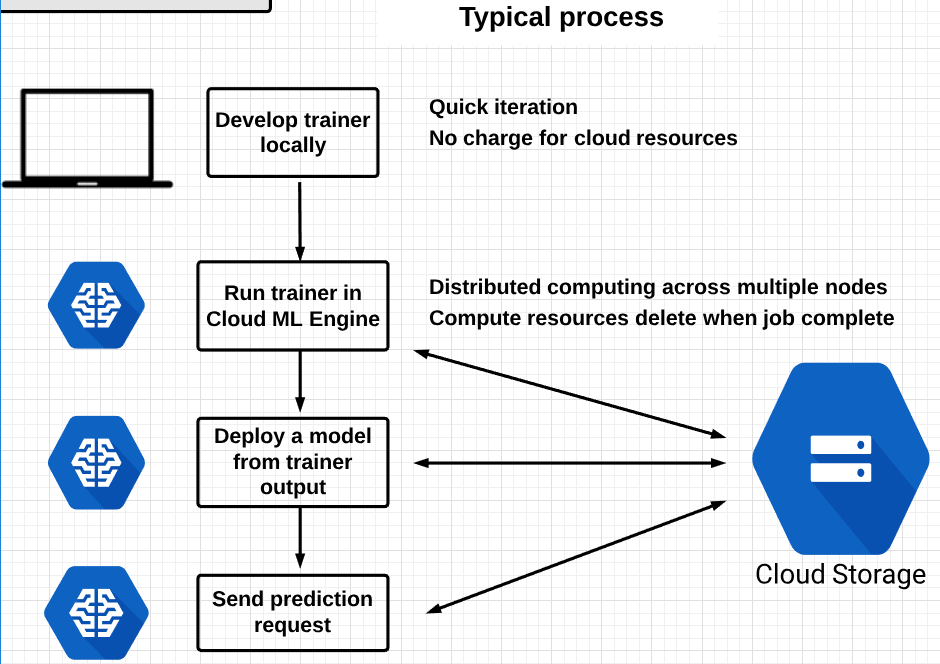 Typical process
Develop trainer
locally
Quick iteration
No charge for cloud resources
Run trainer in
Cloud ML Engine
Distributed computing across multiple nodes
Compute resources delete when job complete
Deploy a model
from trainer
output
Cloud Storage
Send prediction
request